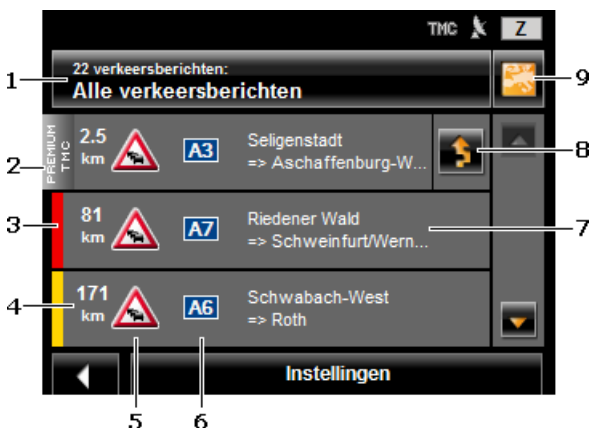 TMC Z
22 verkeersberichten:
Alle verkeersberichten
1
9
PREMIUM
TMC
2.5
km
A3
Seligenstadt
=> Aschaffenburg-W...
2
8
81
km
A7
Riedener Wald
=> Schweinfurt/Wern...
3
7
171
km
A6
Schwabach-West
=> Roth
4
Instellingen
5 6